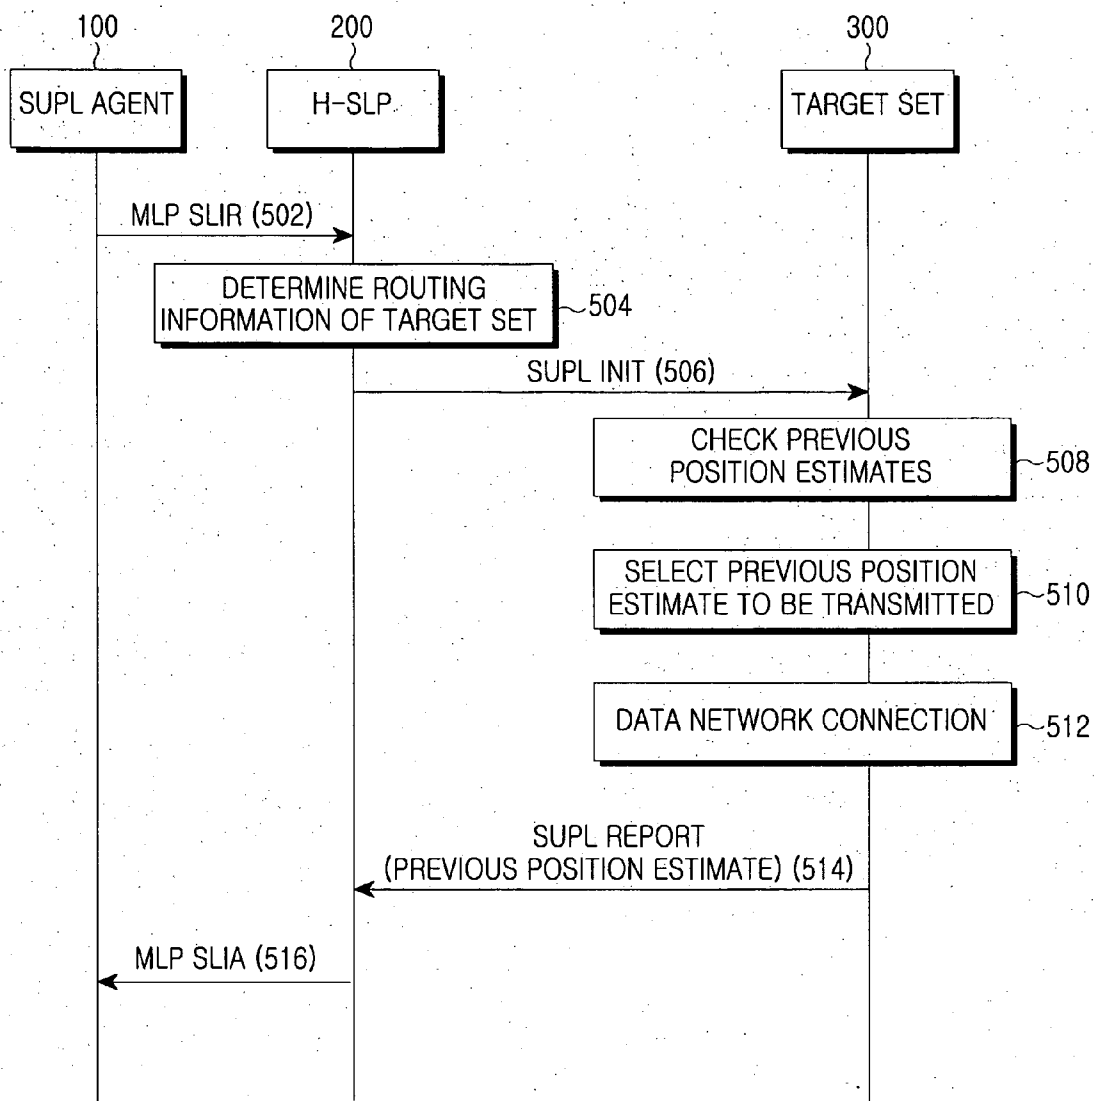 100
200
300
SUPL AGENT
H-SLP
TARGET SET
MLP SLIR (502)
DETERMINE ROUTING
INFORMATION OF TARGET SET
504
SUPL INIT (506)
CHECK PREVIOUS
POSITION ESTIMATES
508
SELECT PREVIOUS POSITION
ESTIMATE TO BE TRANSMITTED
510
DATA NETWORK CONNECTION
512
SUPL REPORT
(PREVIOUS POSITION ESTIMATE) (514)
MLP SLIA (516)